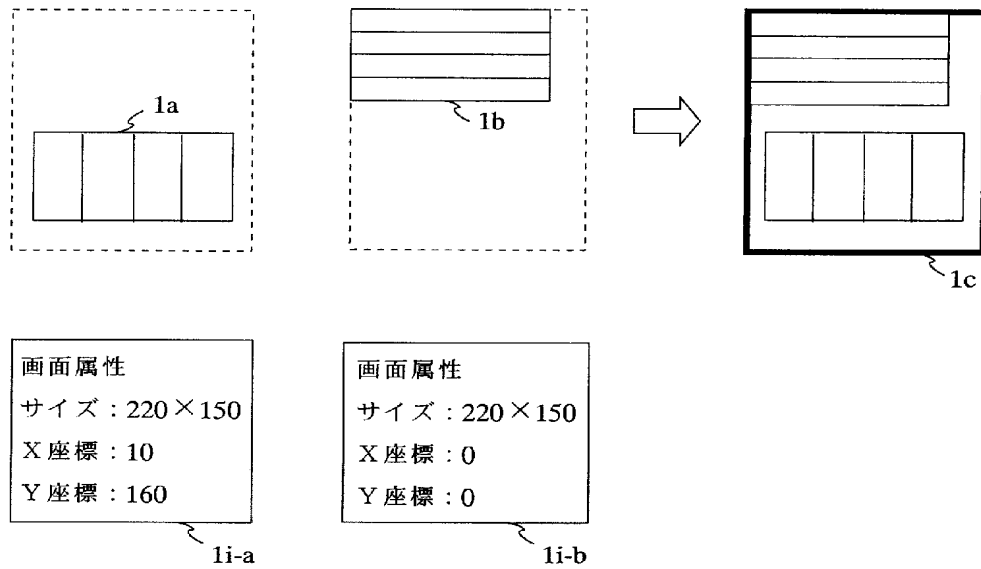 1a
1b
1c
画面属性
サイズ：220×150
X座標：10
Y座標：160
1i-a
画面属性
サイズ：220×150
X座標：0
Y座標：0
1i-b